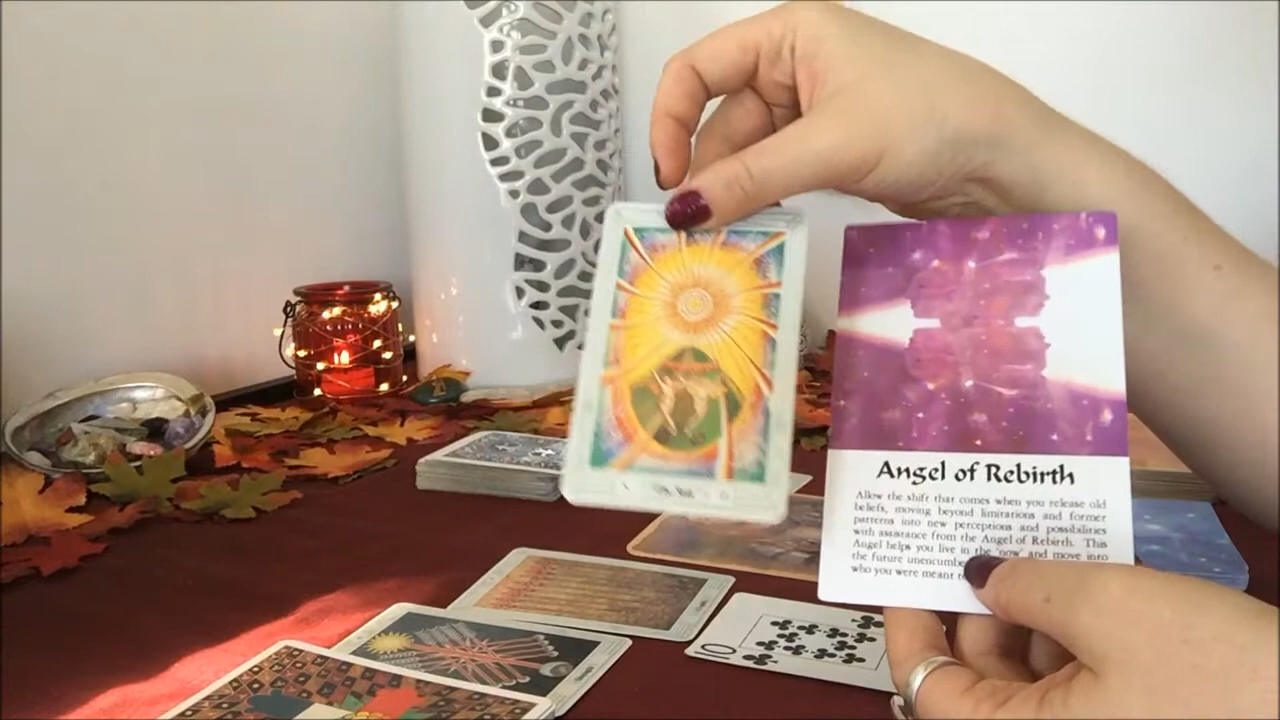 Angel of Rebirth
Allow the shift that comes when you release old
beliefs, moving beyond limitations and former
patterns into new perceptions and possibilities
with assistance from the Angel of Rebirth. This
Angel helps you live in the 'now' and move into
the future unencumbe
who you were meant
10